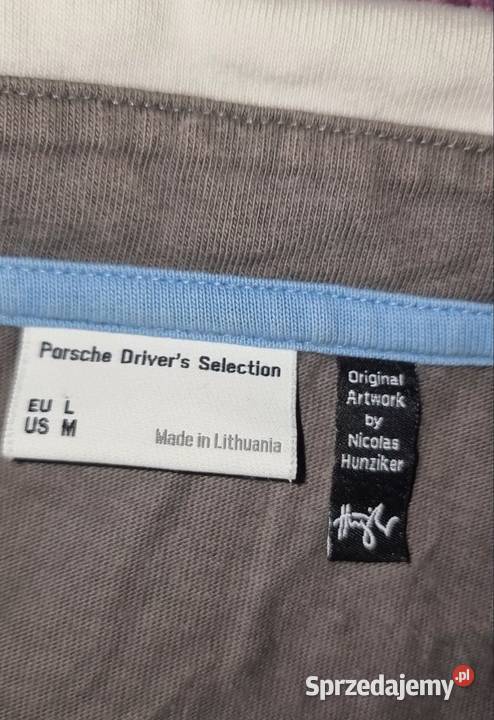 Porsche Driver's Selection
EU L
US M
Made in Lithuania
Original
Artwork
by
Nicolas
Hunziker
Sprzedajemy.pl